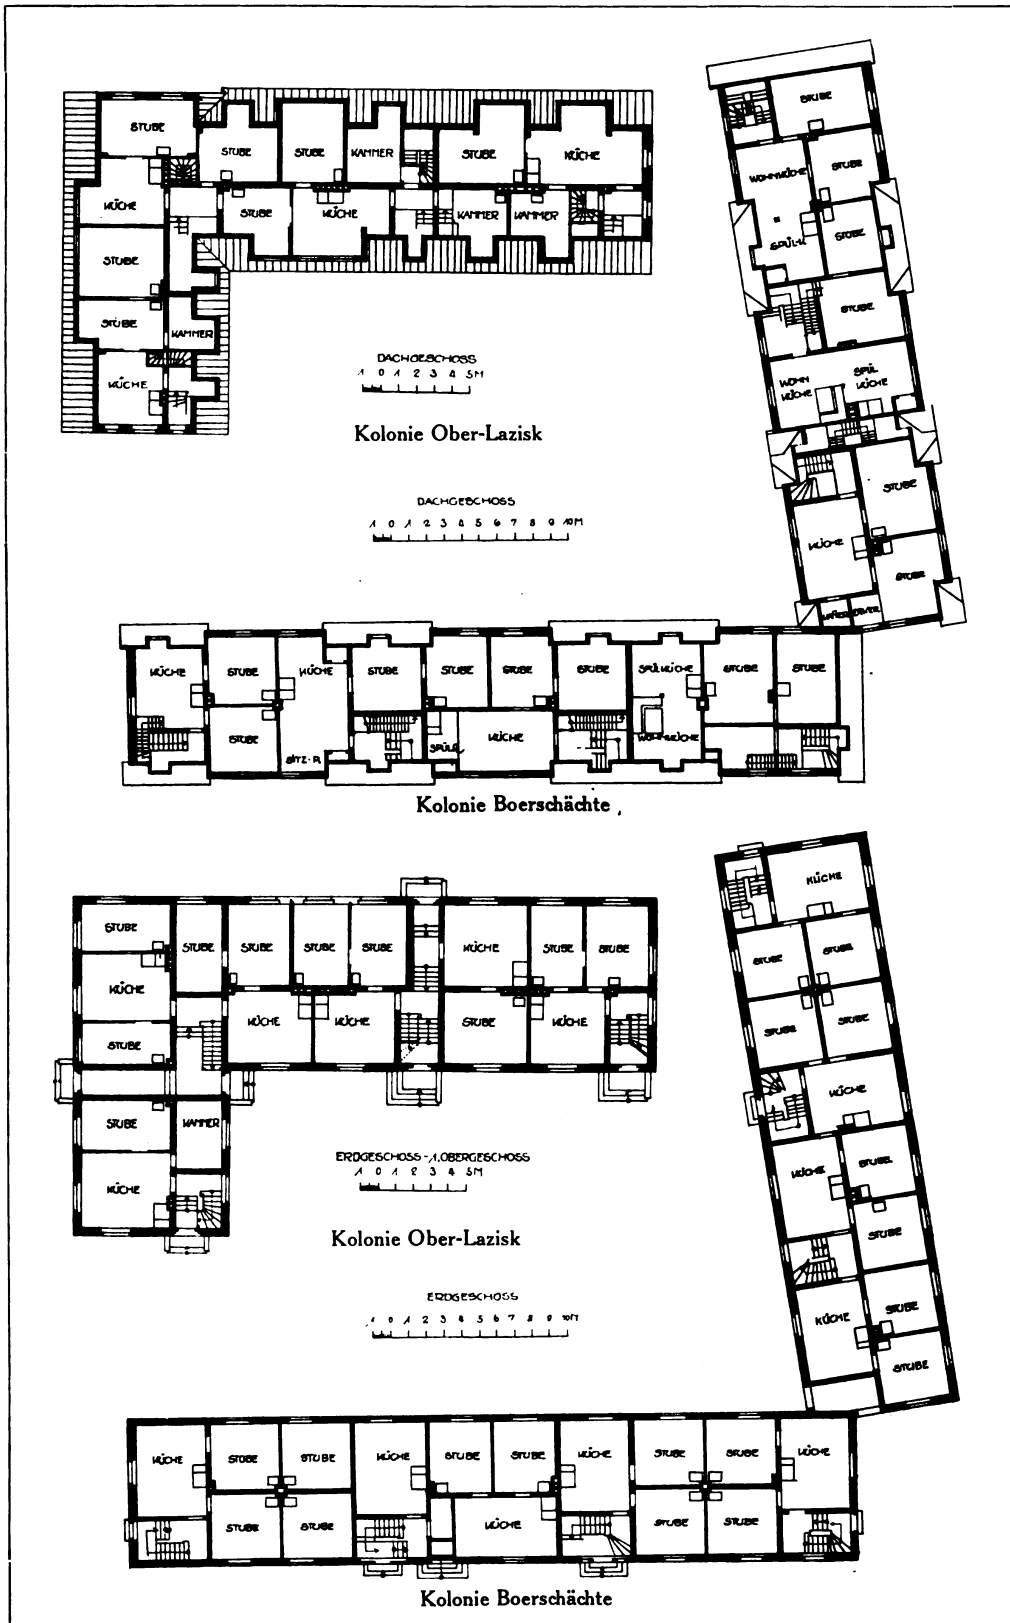 STUBE
STUBE
STUBE
KAMMER
STUBE
KÜCHE
KÜCHE
STUBE
KÜCHE
KAMMER
KAMMER
STUBE
STUBE
KAMMER
KÜCHE
DACHGESCHOSS
1 0 1 2 3 4 5M
Kolonie Ober-Lazisk
STUBE
WOHNKÜCHE
STUBE
SPÜL-K.
STUBE
STUBE
WOHN
KÜCHE
SPÜL
KÜCHE
STUBE
KÜCHE
STUBE
DACHGESCHOSS
1 0 1 2 3 4 5 6 7 8 9 10M
KÜCHE
STUBE
KÜCHE
STUBE
STUBE
STUBE
STUBE
SPÜLKÜCHE
STUBE
STUBE
STUBE
SITZ-R.
SPÜLK
KÜCHE
WOHNKÜCHE
Kolonie Boerschächte
STUBE
STUBE
STUBE
STUBE
STUBE
KÜCHE
STUBE
STUBE
KÜCHE
STUBE
KÜCHE
KÜCHE
STUBE
KÜCHE
STUBE
KAMMER
KÜCHE
ERDGESCHOSS-1.OBERGESCHOSS
1 0 1 2 3 4 5M
Kolonie Ober-Lazisk
KÜCHE
STUBE
STUBE
STUBE
STUBE
KÜCHE
KÜCHE
STUBE
STUBE
KÜCHE
STUBE
STUBE
ERDGESCHOSS
1 0 1 2 3 4 5 6 7 8 9 10M
KÜCHE
STUBE
STUBE
KÜCHE
STUBE
STUBE
KÜCHE
STUBE
STUBE
KÜCHE
STUBE
STUBE
KÜCHE
STUBE
STUBE
Kolonie Boerschächte